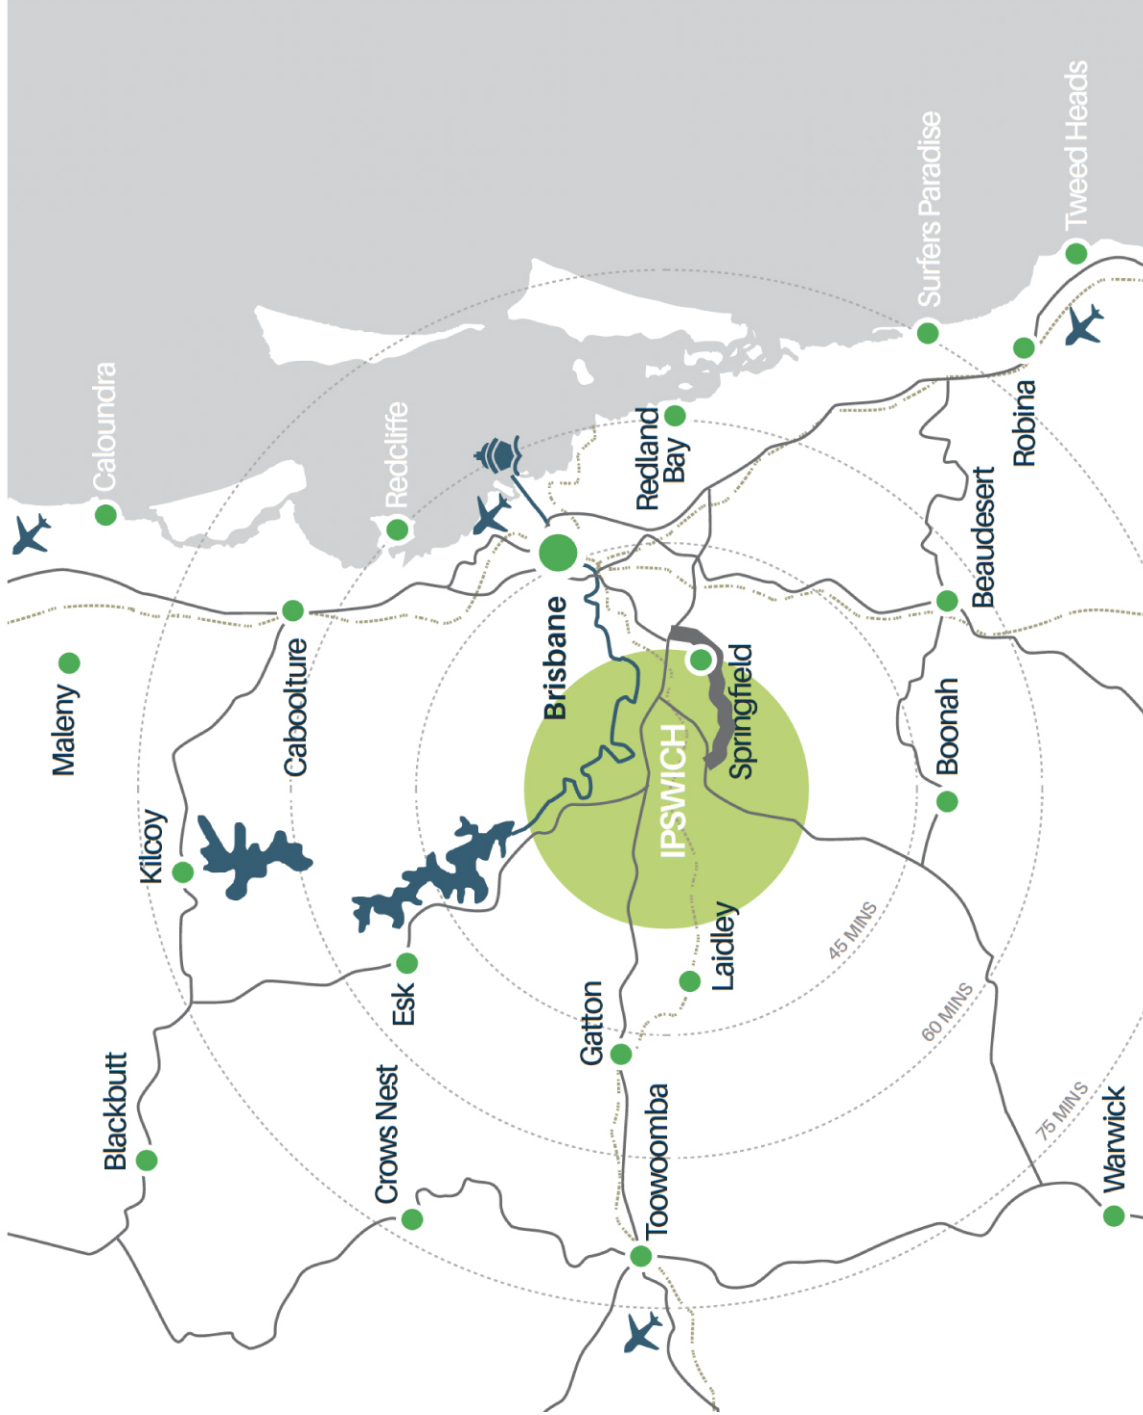 Maleny
Caloundra
Kilcoy
Caboolture
Blackbutt
Redcliffe
Esk
Crows Nest
Brisbane
Redland
Bay
Gatton
IPSWICH
Springfield
Laidley
Toowoomba
Surfers Paradise
Beaudesert
Boonah
Robina
Tweed Heads
Warwick
45 MINS
60 MINS
75 MINS